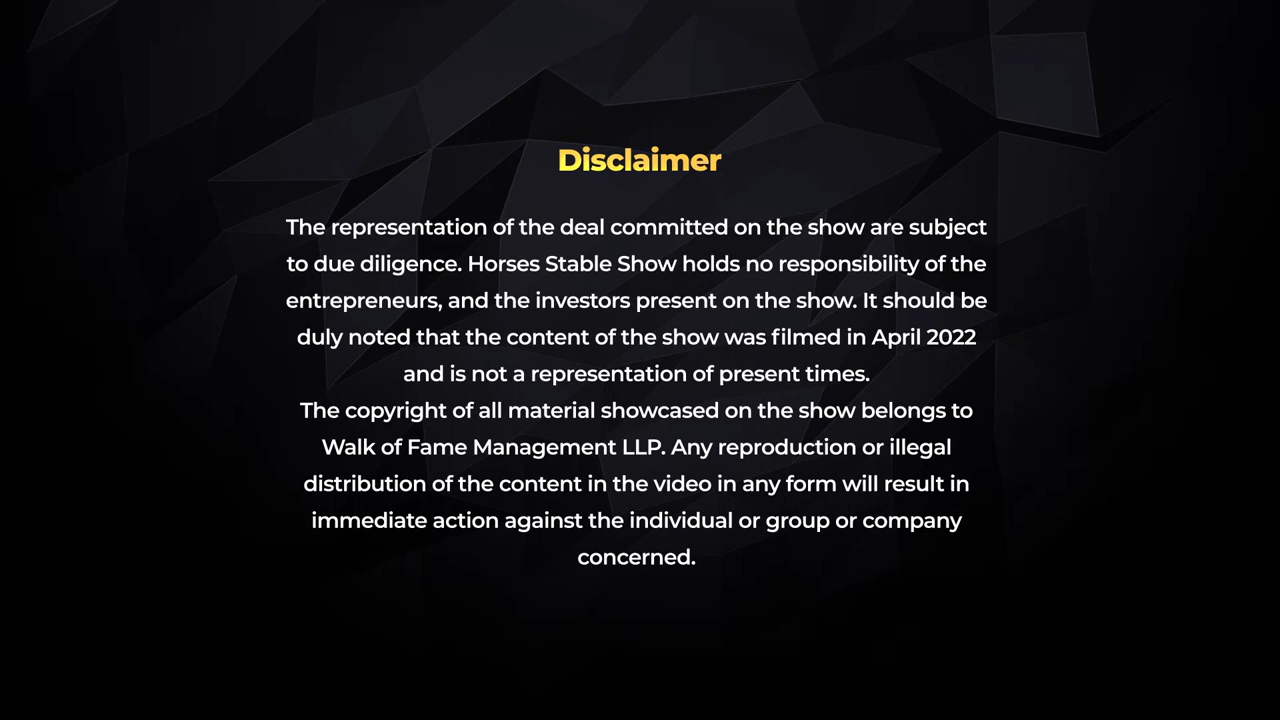 Disclaimer
The representation of the deal committed on the show are subject
to due diligence. Horses Stable Show holds no responsibility of the
entrepreneurs, and the investors present on the show. It should be
duly noted that the content of the show was filmed in April 2022
and is not a representation of present times.
The copyright of all material showcased on the show belongs to
Walk of Fame Management LLP. Any reproduction or illegal
distribution of the content in the video in any form will result in
immediate action against the individual or group or company
concerned.